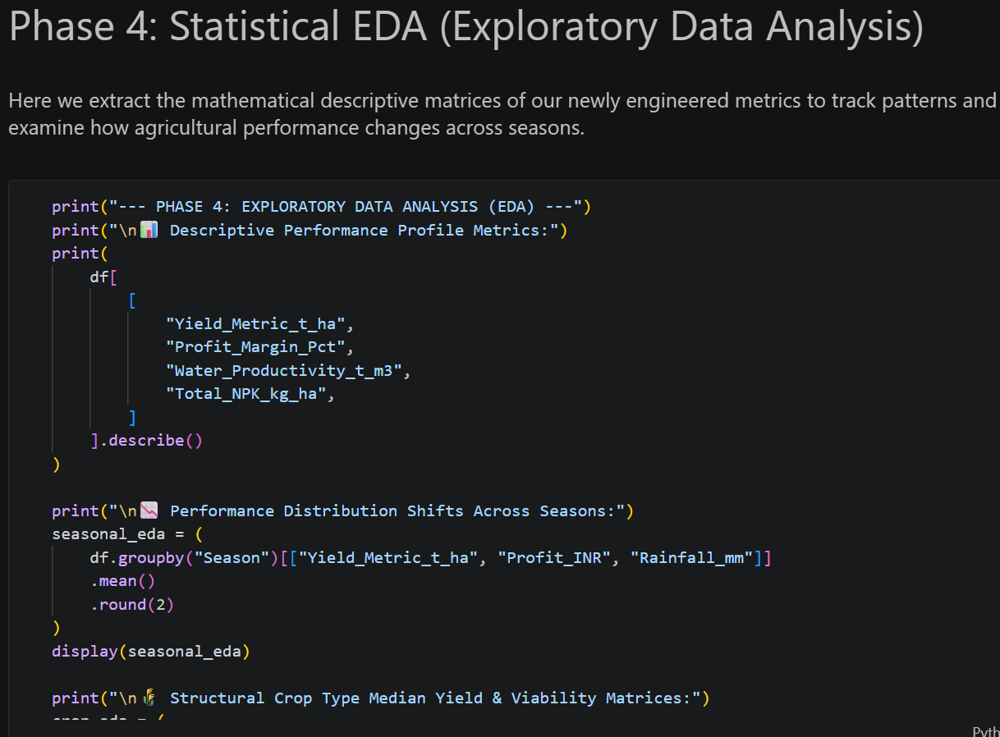 Phase 4: Statistical EDA (Exploratory Data Analysis)
Here we extract the mathematical descriptive matrices of our newly engineered metrics to track patterns and
examine how agricultural performance changes across seasons.
print("--- PHASE 4: EXPLORATORY DATA ANALYSIS (EDA) ---")
print("\n📊 Descriptive Performance Profile Metrics:")
print(
    df[
        [
            "Yield_Metric_t_ha",
            "Profit_Margin_Pct",
            "Water_Productivity_t_m3",
            "Total_NPK_kg_ha",
        ]
    ].describe()
)
print("\n📉 Performance Distribution Shifts Across Seasons:")
seasonal_eda = (
    df.groupby("Season")[["Yield_Metric_t_ha", "Profit_INR", "Rainfall_mm"]]
    .mean()
    .round(2)
)
display(seasonal_eda)
print("\n🌾 Structural Crop Type Median Yield & Viability Matrices:")
crop_eda = (
Pyth